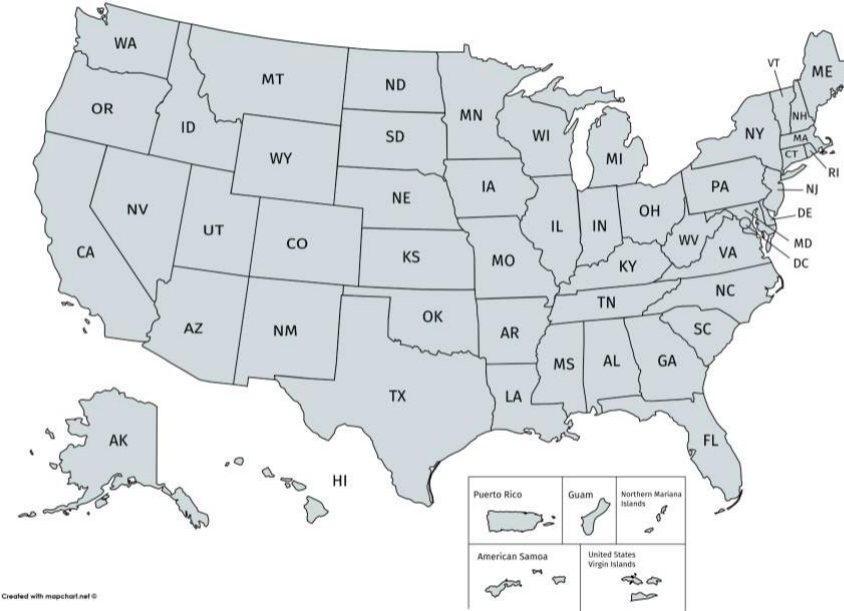 WA
MT
ND
MN
VT
ME
OR
ID
SD
WI
MI
NY
NH
MA
CT
RI
WY
NE
IA
PA
NJ
NV
UT
CO
KS
MO
IL
IN
OH
WV
VA
DE
MD
DC
CA
KY
AZ
NM
OK
AR
TN
NC
SC
TX
LA
MS
AL
GA
FL
AK
HI
Puerto Rico
Guam
Northern Mariana
Islands
American Samoa
United States
Virgin Islands
Created with mapchart.net ©